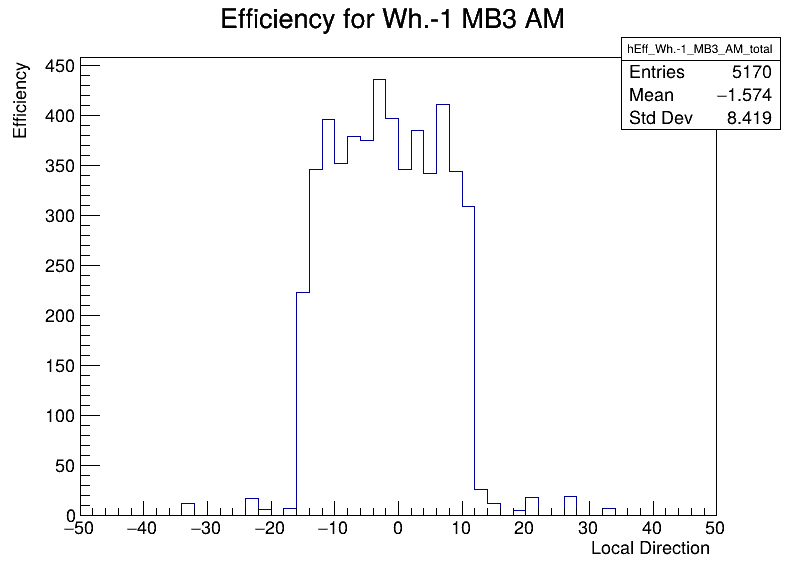 Efficiency for Wh.-1 MB3 AM
hEff_Wh.-1_MB3_AM_total
Entries 5170
Mean −1.574
Std Dev 8.419
Efficiency
450
400
350
300
250
200
150
100
50
0
−50 −40 −30 −20 −10 0 10 20 30 40 50
Local Direction